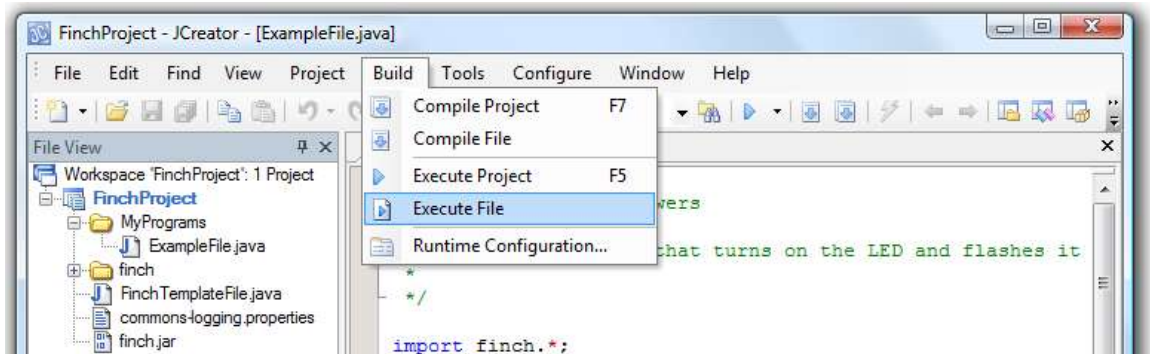 FinchProject - JCreator - [ExampleFile.java]
File Edit Find View Project Build Tools Configure Window Help
Compile Project F7
Compile File
Execute Project F5
Execute File
Runtime Configuration...
File View
Workspace 'FinchProject': 1 Project
FinchProject
MyPrograms
ExampleFile.java
finch
FinchTemplateFile.java
commons-logging.properties
finch.jar
that turns on the LED and flashes it
*
*/
import finch.*;